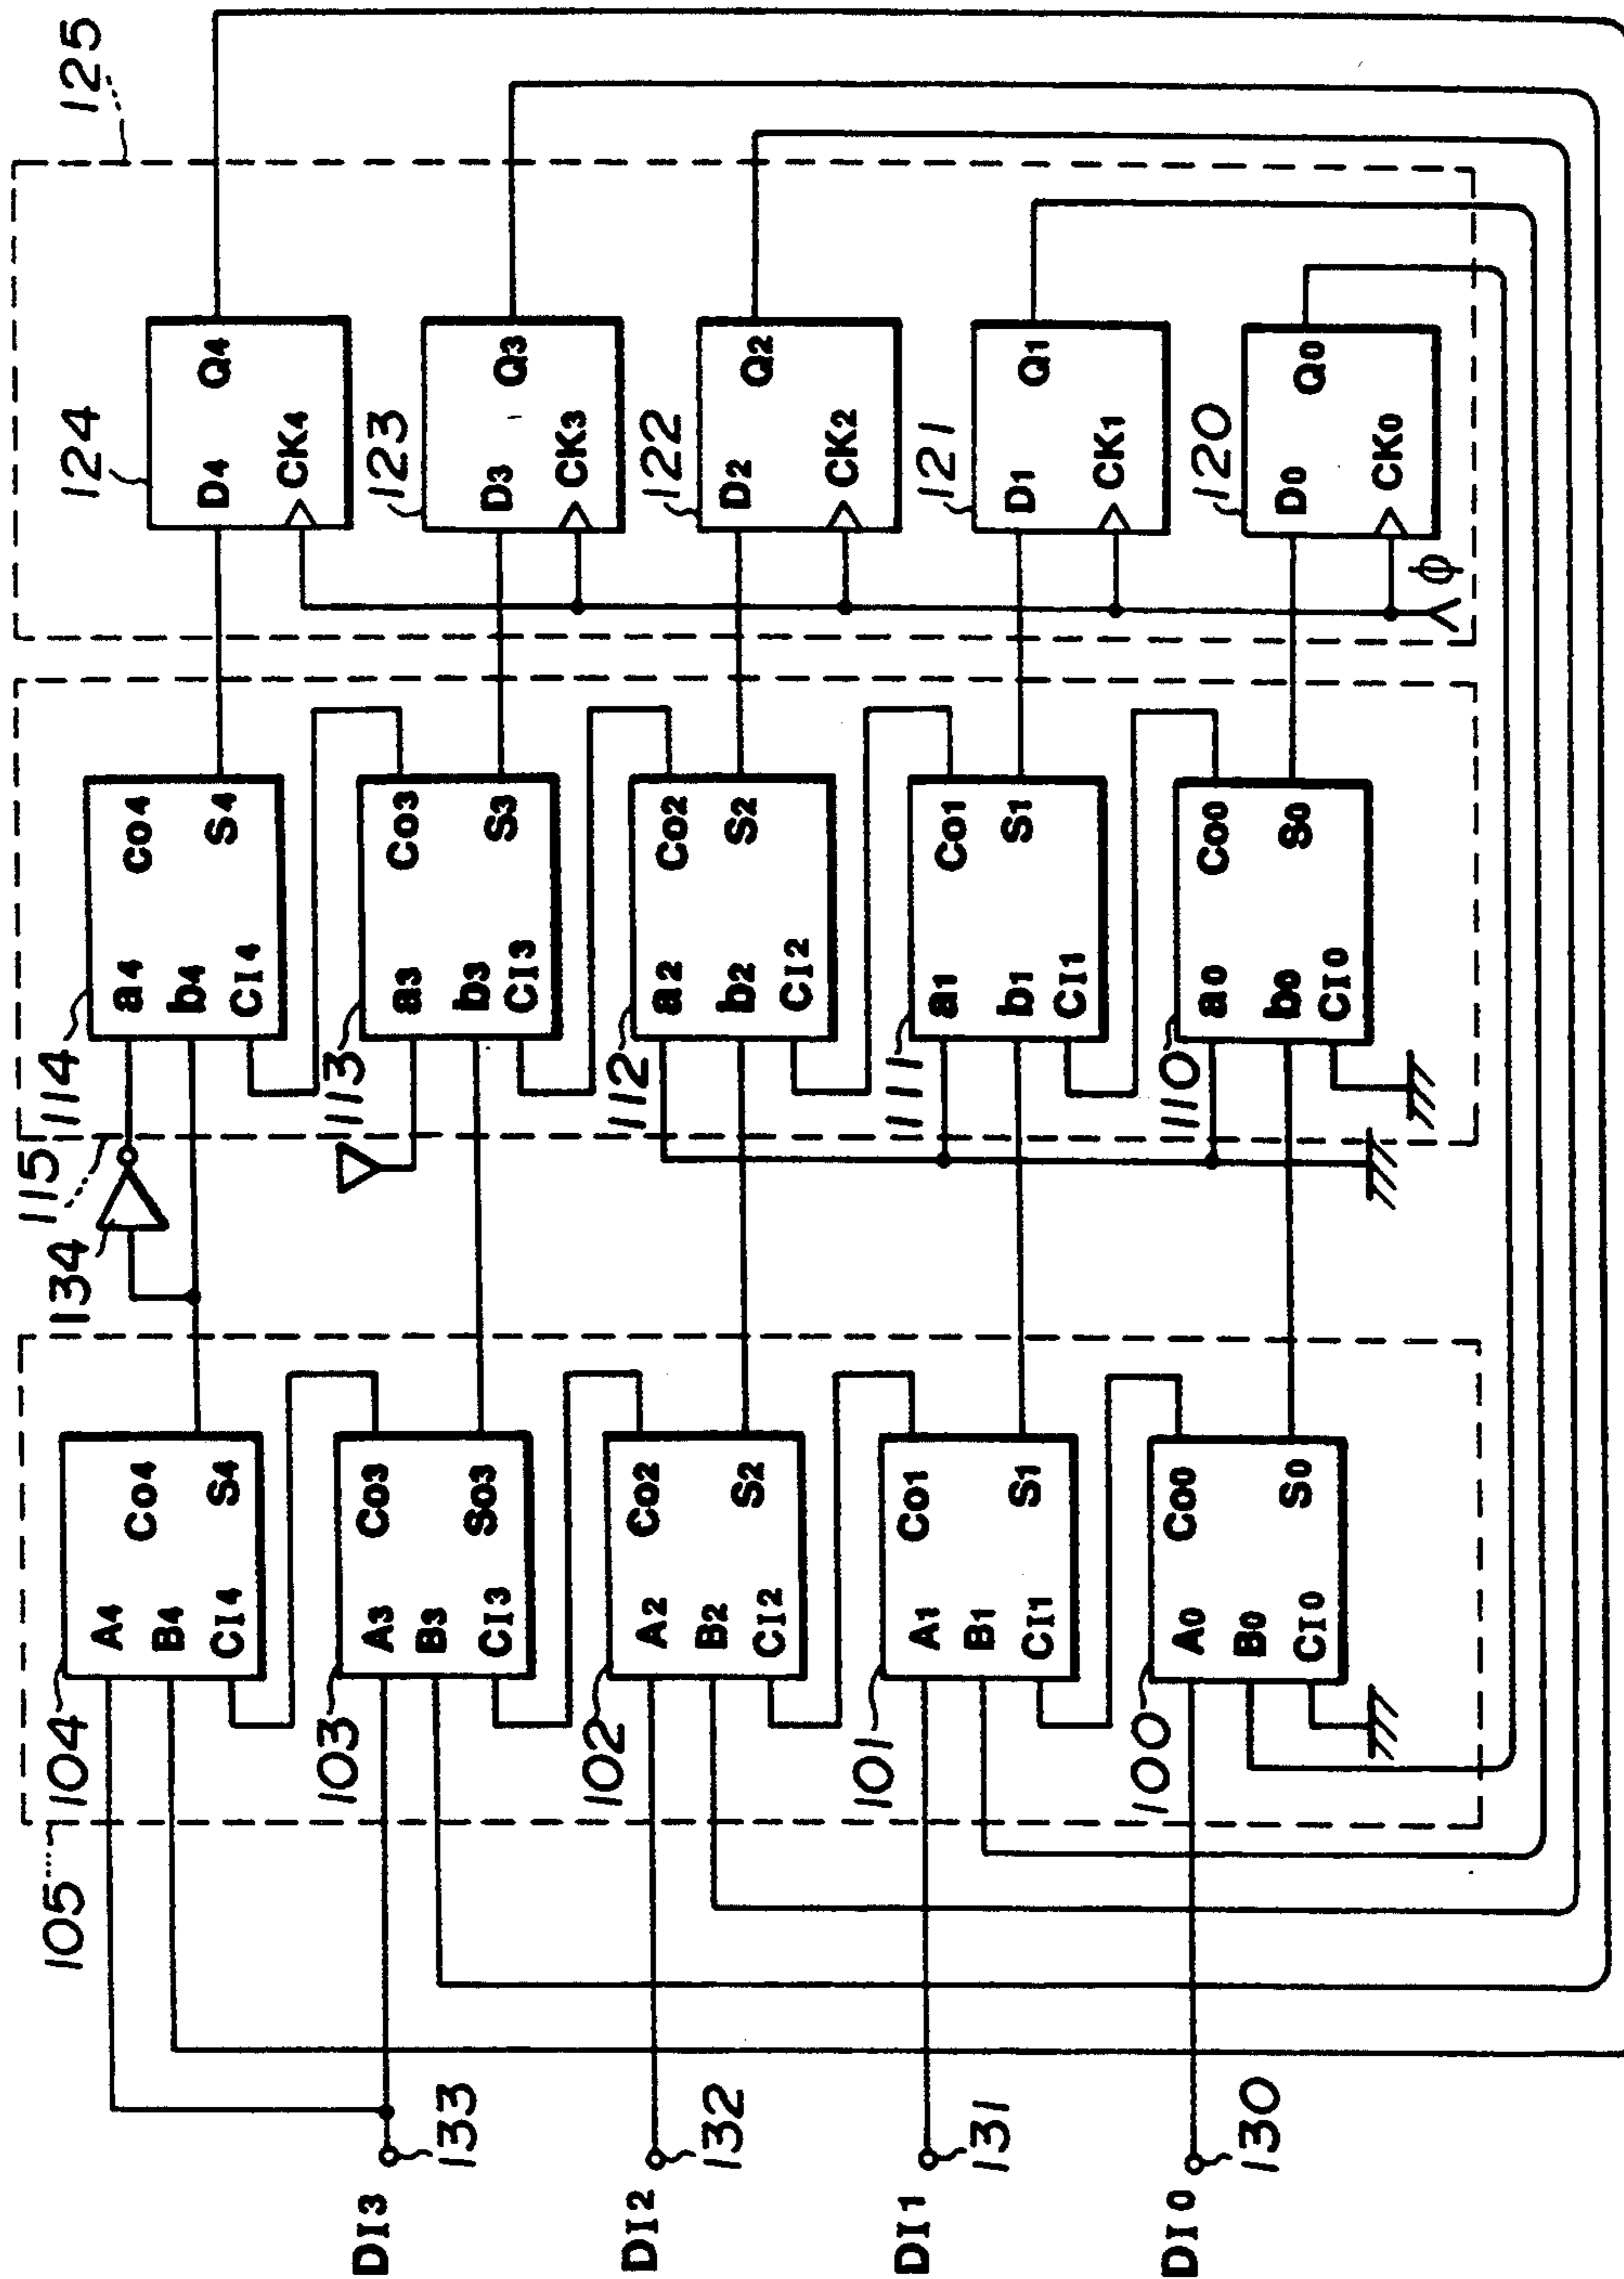 125
124
D4 Q4
CK4
123
D3 Q3
CK3
122
D2 Q2
CK2
121
D1 Q1
CK1
120
D0 Q0
CK0
ϕ
115
134
114
a4 CO4
b4 S4
CI4
113
a3 CO3
b3 S3
CI3
112
a2 CO2
b2 S2
CI2
111
a1 CO1
b1 S1
CI1
110
a0 CO0
b0 S0
CI0
105
104
A4 CO4
B4 S4
CI4
103
A3 CO3
B3 SO3
CI3
102
A2 CO2
B2 S2
CI2
101
A1 CO1
B1 S1
CI1
100
A0 CO0
B0 S0
CI0
DI3
133
DI2
132
DI1
131
DI0
130